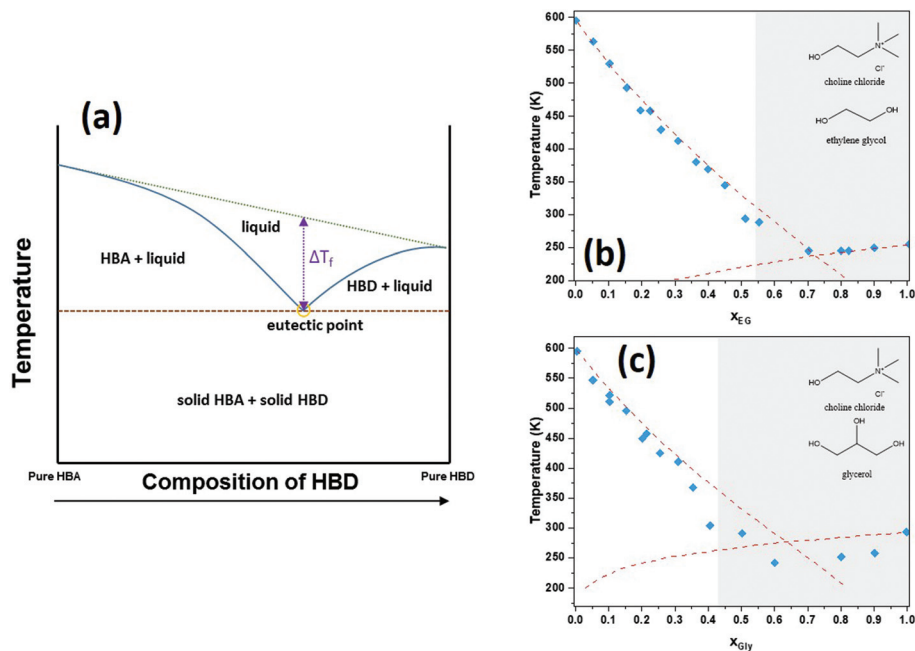 (a)
Temperature
liquid
HBA + liquid
ΔTf
HBD + liquid
eutectic point
solid HBA + solid HBD
Pure HBA
Composition of HBD
Pure HBD
600
550
500
450
400
350
300
250
200
Temperature (K)
HO
N+
Cl-
choline chloride
HO
OH
ethylene glycol
(b)
0.0 0.1 0.2 0.3 0.4 0.5 0.6 0.7 0.8 0.9 1.0
xEG
600
550
500
450
400
350
300
250
200
Temperature (K)
(c)
HO
N+
Cl-
choline chloride
OH
HO
OH
glycerol
0.0 0.1 0.2 0.3 0.4 0.5 0.6 0.7 0.8 0.9 1.0
xGly